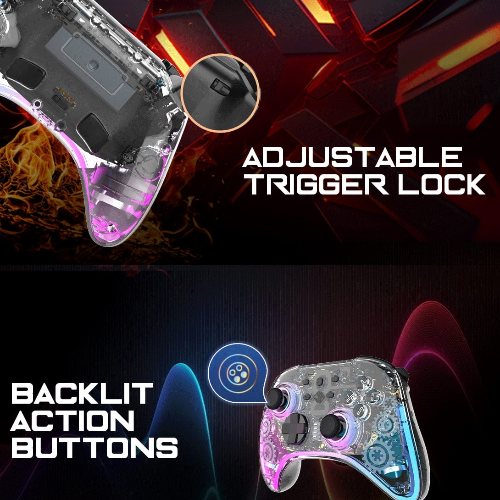 ADJUSTABLE
TRIGGER LOCK
BACKLIT
ACTION
BUTTONS